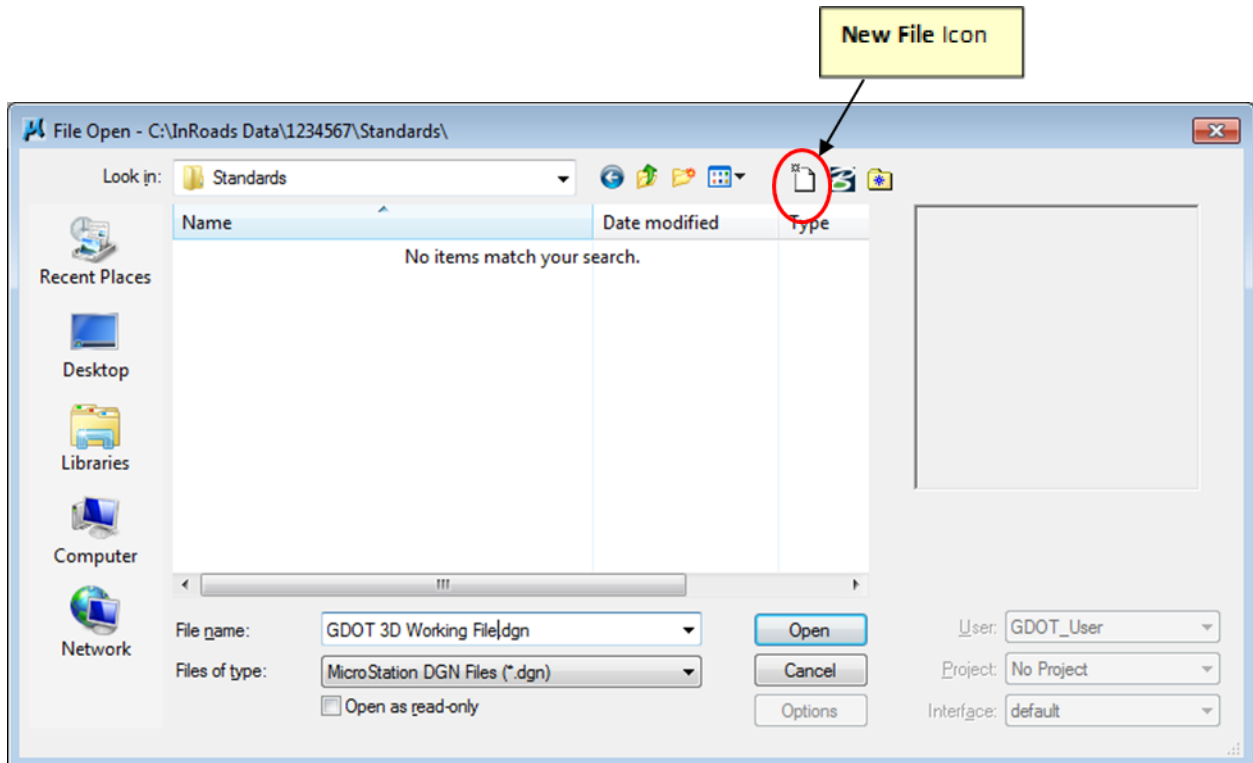 New File Icon
File Open - C:\InRoads Data\1234567\Standards\
Look in: Standards
Name Date modified Type
No items match your search.
Recent Places
Desktop
Libraries
Computer
Network
File name: GDOT 3D Working File.dgn Open User: GDOT_User
Files of type: MicroStation DGN Files (*.dgn) Cancel Project: No Project
Open as read-only Options Interface: default